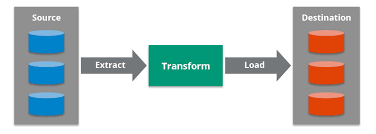 Source
Extract
Transform
Load
Destination